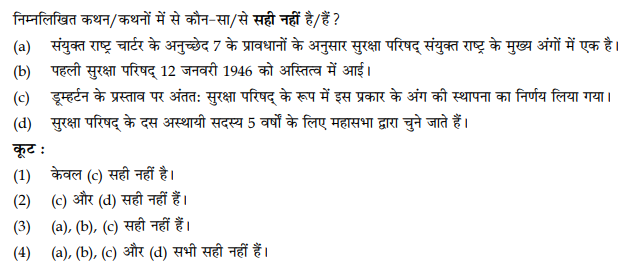 निम्नलिखित कथन/कथनों में से कौन-सा/से सही नहीं है/हैं ?
(a) संयुक्त राष्ट्र चार्टर के अनुच्छेद 7 के प्रावधानों के अनुसार सुरक्षा परिषद् संयुक्त राष्ट्र के मुख्य अंगों में एक है।
(b) पहली सुरक्षा परिषद् 12 जनवरी 1946 को अस्तित्व में आई।
(c) डूम्हर्टन के प्रस्ताव पर अंततः सुरक्षा परिषद् के रूप में इस प्रकार के अंग की स्थापना का निर्णय लिया गया।
(d) सुरक्षा परिषद् के दस अस्थायी सदस्य 5 वर्षों के लिए महासभा द्वारा चुने जाते हैं।
कूट :
(1) केवल (c) सही नहीं है।
(2) (c) और (d) सही नहीं हैं।
(3) (a), (b), (c) सही नहीं हैं।
(4) (a), (b), (c) और (d) सभी सही नहीं हैं।